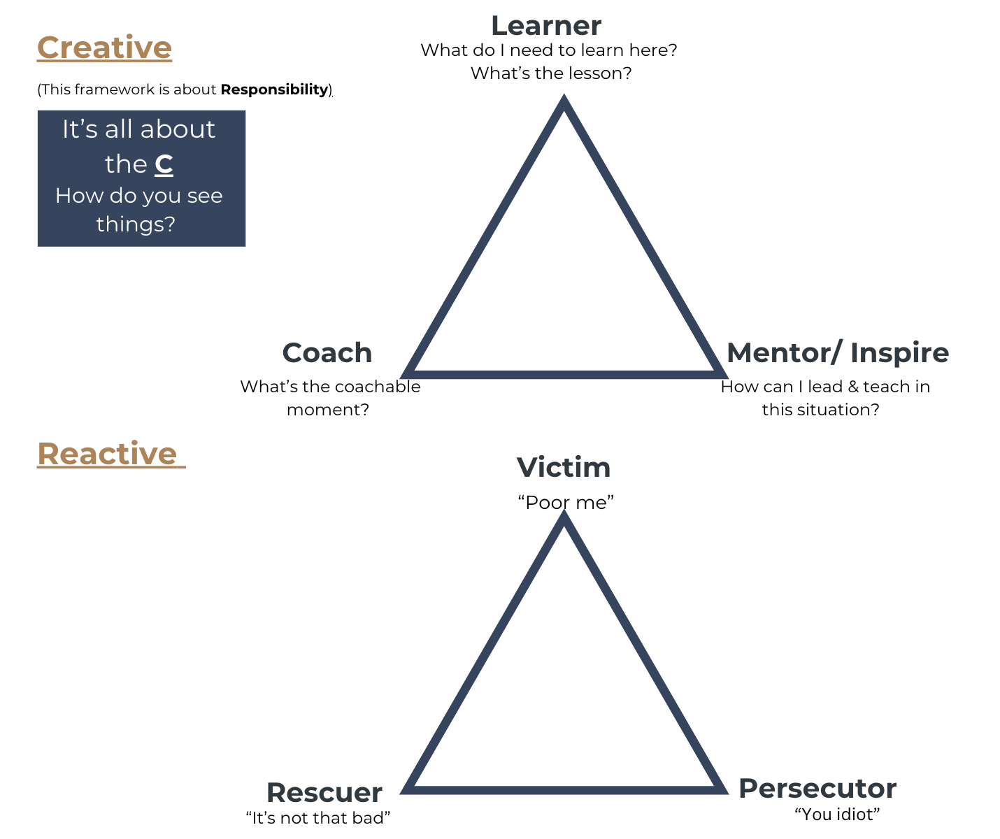 Creative
(This framework is about Responsibility)
It’s all about
the C
How do you see
things?
Learner
What do I need to learn here?
What’s the lesson?
Coach
What’s the coachable
moment?
Mentor/ Inspire
How can I lead & teach in
this situation?
Reactive
Victim
“Poor me”
Rescuer
“It’s not that bad”
Persecutor
“You idiot”